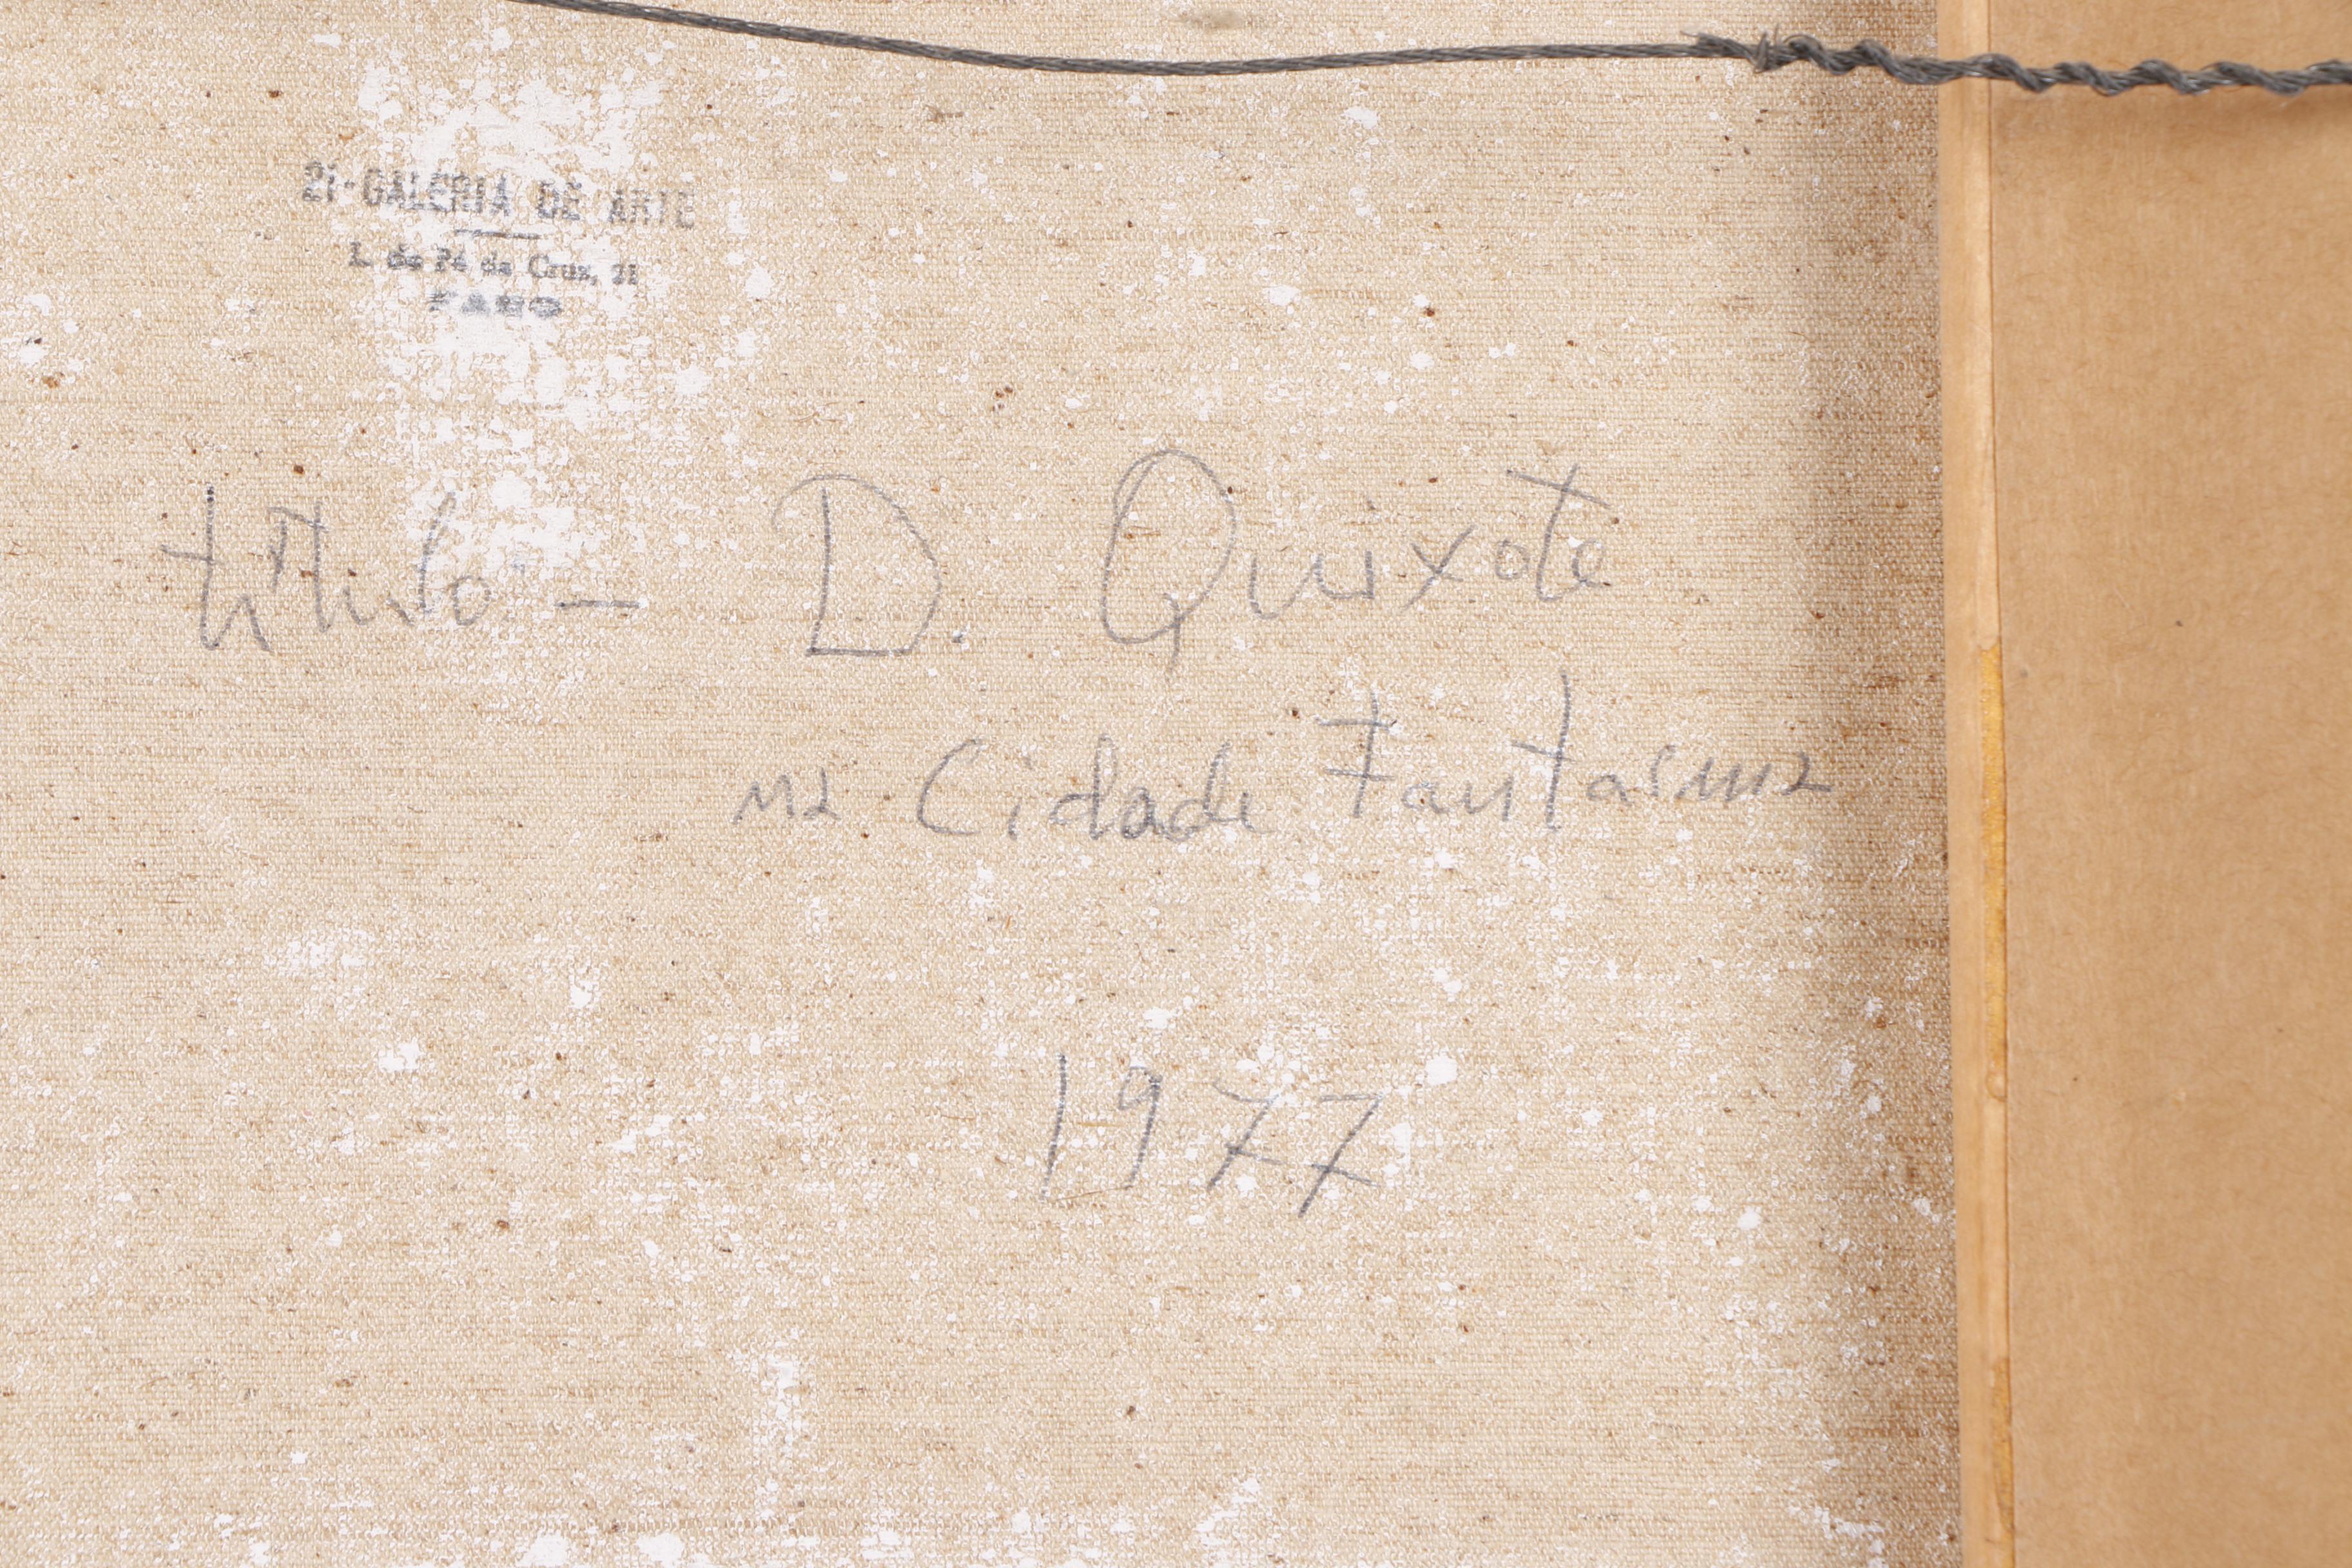 21-GALERIA DE ARTE
L. do Pé da Cruz, 21
FARO
título - D. Quixote
na Cidade Fantasma
1977